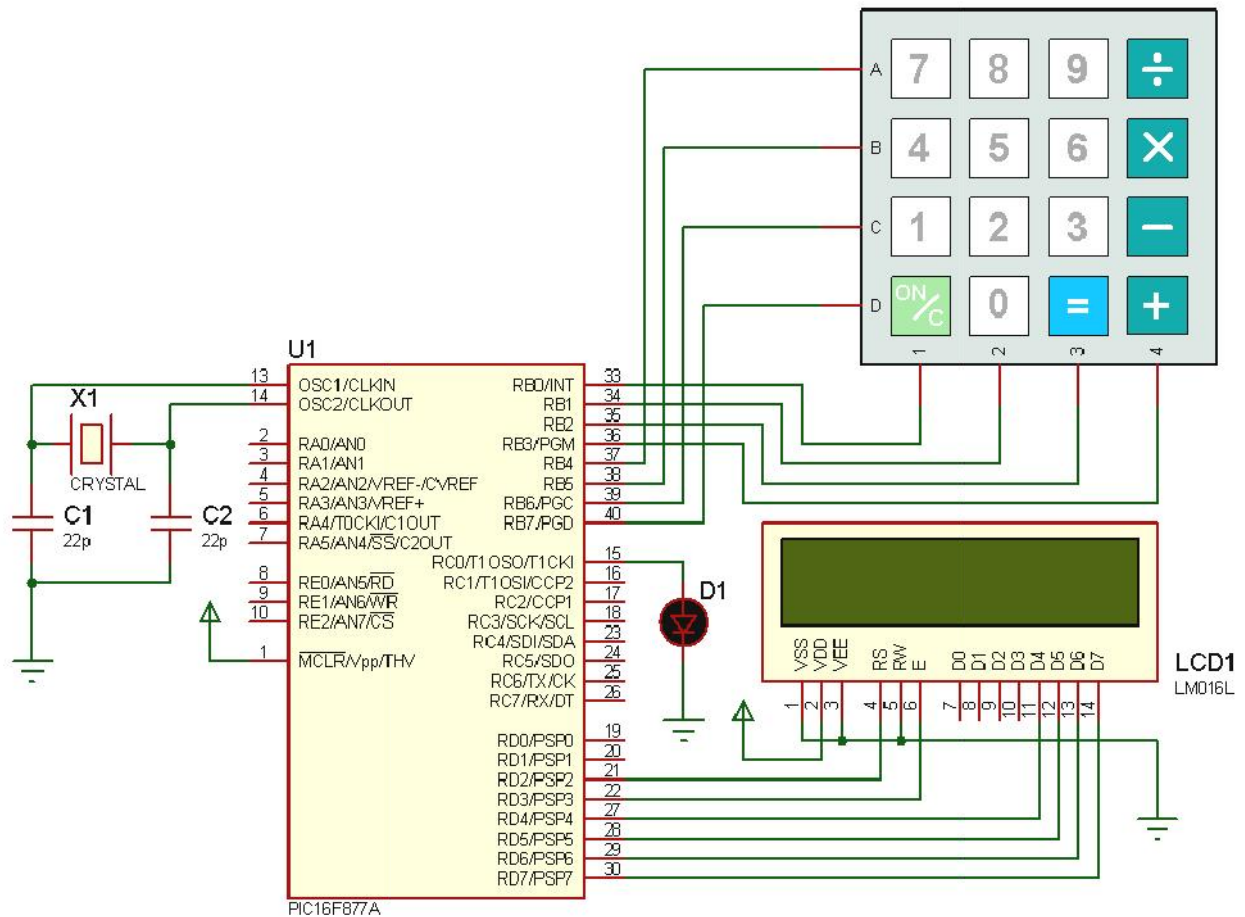 A
7
8
9
÷
B
4
5
6
×
C
1
2
3
−
D
ON/C
0
=
+
1
2
3
4
U1
13
OSC1/CLKIN
14
OSC2/CLKOUT
2
RA0/AN0
3
RA1/AN1
4
RA2/AN2/VREF-/CVREF
5
RA3/AN3/VREF+
6
RA4/T0CKI/C1OUT
7
RA5/AN4/SS/C2OUT
8
RE0/AN5/RD
9
RE1/AN6/WR
10
RE2/AN7/CS
1
MCLR/Vpp/THV
RB0/INT
33
RB1
34
RB2
35
RB3/PGM
36
RB4
37
RB5
38
RB6/PGC
39
RB7/PGD
40
RC0/T1OSO/T1CKI
15
RC1/T1OSI/CCP2
16
RC2/CCP1
17
RC3/SCK/SCL
18
RC4/SDI/SDA
23
RC5/SDO
24
RC6/TX/CK
25
RC7/RX/DT
26
RD0/PSP0
19
RD1/PSP1
20
RD2/PSP2
21
RD3/PSP3
22
RD4/PSP4
27
RD5/PSP5
28
RD6/PSP6
29
RD7/PSP7
30
PIC16F877A
X1
CRYSTAL
C1
22p
C2
22p
D1
LCD1
LM016L
VSS
VDD
VEE
RS
RW
E
D0
D1
D2
D3
D4
D5
D6
D7
1
2
3
4
5
6
7
8
9
10
11
12
13
14